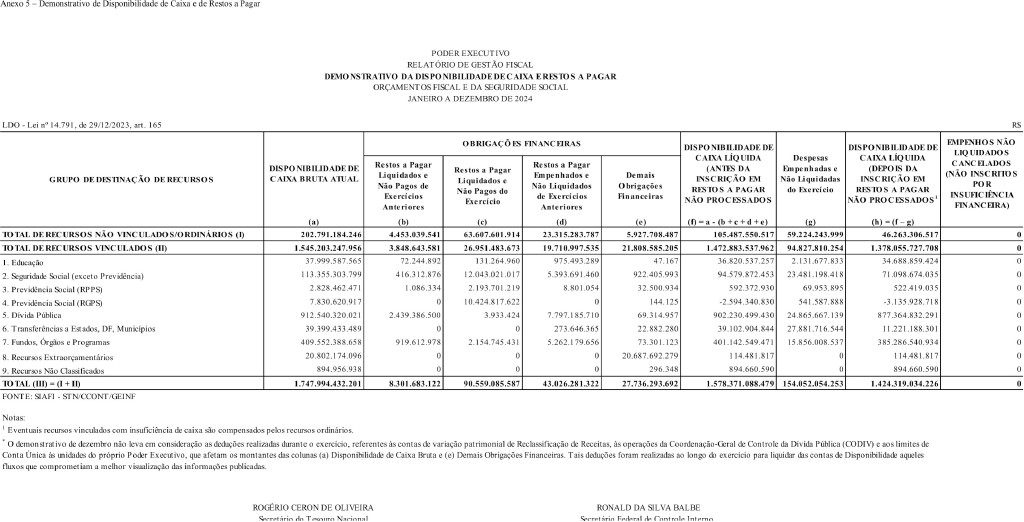 Anexo 5 – Demonstrativo de Disponibilidade de Caixa e de Restos a Pagar
PODER EXECUTIVO
RELATÓRIO DE GESTÃO FISCAL
DEMONSTRATIVO DA DISPONIBILIDADE DE CAIXA E RESTOS A PAGAR
ORÇAMENTOS FISCAL E DA SEGURIDADE SOCIAL
JANEIRO A DEZEMBRO DE 2024
LDO - Lei nº 14.791, de 29/12/2023, art. 165 R$
GRUPO DE DESTINAÇÃO DE RECURSOS
DISPONIBILIDADE DE CAIXA BRUTA ATUAL
(a)
OBRIGAÇÕES FINANCEIRAS
Restos a Pagar Liquidados e Não Pagos de Exercícios Anteriores
(b)
Restos a Pagar Liquidados e Não Pagos do Exercício
(c)
Restos a Pagar Empenhados e Não Liquidados de Exercícios Anteriores
(d)
Demais Obrigações Financeiras
(e)
DISPONIBILIDADE DE CAIXA LÍQUIDA (ANTES DA INSCRIÇÃO EM RESTOS A PAGAR NÃO PROCESSADOS
(f) = a - (b + c + d + e)
Despesas Empenhadas e Não Liquidadas do Exercício
(g)
DISPONIBILIDADE DE CAIXA LÍQUIDA (DEPOIS DA INSCRIÇÃO EM RESTOS A PAGAR NÃO PROCESSADOS¹
(h) = (f – g)
EMPENHOS NÃO LIQUIDADOS CANCELADOS (NÃO INSCRITOS POR INSUFICIÊNCIA FINANCEIRA)
TOTAL DE RECURSOS NÃO VINCULADOS/ORDINÁRIOS (I) 202.791.184.246 4.453.039.541 63.607.601.914 23.315.283.787 5.927.708.487 105.487.550.517 59.224.243.999 46.263.306.517 0
TOTAL DE RECURSOS VINCULADOS (II) 1.545.203.247.956 3.848.643.581 26.951.483.673 19.710.997.535 21.808.585.205 1.472.883.537.962 94.827.810.254 1.378.055.727.708 0
1. Educação 37.999.587.565 72.244.892 131.264.960 975.493.289 47.167 36.820.537.257 2.131.677.833 34.688.859.424 0
2. Seguridade Social (exceto Previdência) 113.355.303.799 416.312.876 12.043.021.017 5.393.691.460 922.405.993 94.579.872.453 23.481.198.418 71.098.674.035 0
3. Previdência Social (RPPS) 2.828.462.471 1.086.334 2.193.701.219 8.801.054 32.500.934 592.372.930 69.953.895 522.419.035 0
4. Previdência Social (RGPS) 7.830.620.917 0 10.424.817.622 0 144.125 -2.594.340.830 541.587.888 -3.135.928.718 0
5. Dívida Pública 912.540.320.021 2.439.386.500 3.933.424 7.797.185.710 69.314.957 902.230.499.430 24.865.667.139 877.364.832.291 0
6. Transferências a Estados, DF, Municípios 39.399.433.489 0 0 273.646.365 22.882.280 39.102.904.844 27.881.716.544 11.221.188.301 0
7. Fundos, Órgãos e Programas 409.552.388.658 919.612.978 2.154.745.431 5.262.179.656 73.301.123 401.142.549.471 15.856.008.537 385.286.540.934 0
8. Recursos Extraorçamentários 20.802.174.096 0 0 0 20.687.692.279 114.481.817 0 114.481.817 0
9. Recursos Não Classificados 894.956.938 0 0 0 296.348 894.660.590 0 894.660.590 0
TOTAL (III) = (I + II) 1.747.994.432.201 8.301.683.122 90.559.085.587 43.026.281.322 27.736.293.692 1.578.371.088.479 154.052.054.253 1.424.319.034.226 0
FONTE: SIAFI - STN/CCONT/GEINF
Notas:
¹ Eventuais recursos vinculados com insuficiência de caixa são compensados pelos recursos ordinários.
* O demonstrativo de dezembro não leva em consideração as deduções realizadas durante o exercício, referentes às contas de variação patrimonial de Reclassificação de Receitas, às operações da Coordenação-Geral de Controle da Dívida Pública (CODIV) e aos limites de
Conta Única às unidades do próprio Poder Executivo, que afetam os montantes das colunas (a) Disponibilidade de Caixa Bruta e (e) Demais Obrigações Financeiras. Tais deduções foram realizadas ao longo do exercício para liquidar das contas de Disponibilidade aqueles
fluxos que comprometiam a melhor visualização das informações publicadas.
ROGÉRIO CERON DE OLIVEIRA RONALD DA SILVA BALBE
Secretário do Tesouro Nacional Secretário Federal de Controle Interno